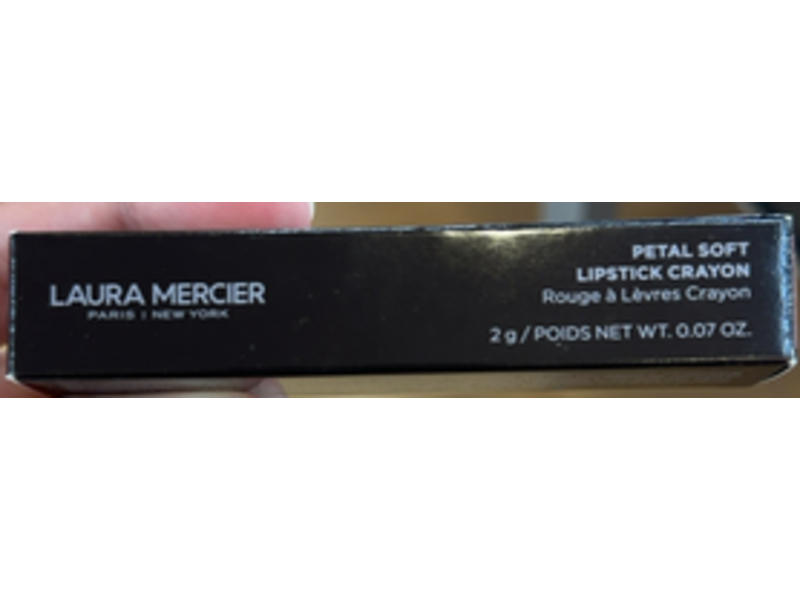 LAURA MERCIER
PARIS | NEW YORK
PETAL SOFT
LIPSTICK CRAYON
Rouge à Lèvres Crayon
2 g / POIDS NET WT. 0.07 OZ.